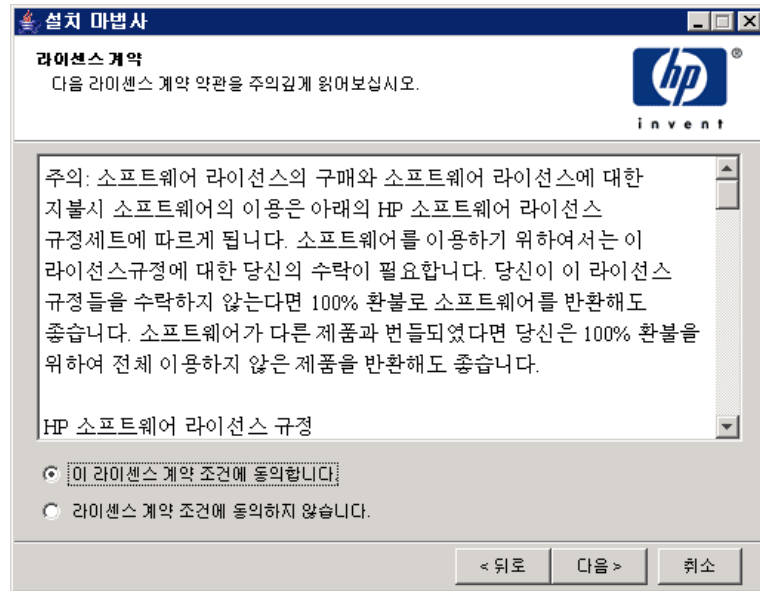 설치 마법사
라이센스 계약
다음 라이센스 계약 약관을 주의깊게 읽어보십시오.
hp
®
invent
주의: 소프트웨어 라이선스의 구매와 소프트웨어 라이선스에 대한
지불시 소프트웨어의 이용은 아래의 HP 소프트웨어 라이선스
규정세트에 따르게 됩니다. 소프트웨어를 이용하기 위하여서는 이
라이선스규정에 대한 당신의 수락이 필요합니다. 당신이 이 라이선스
규정들을 수락하지 않는다면 100% 환불로 소프트웨어를 반환해도
좋습니다. 소프트웨어가 다른 제품과 번들되였다면 당신은 100% 환불을
위하여 전체 이용하지 않은 제품을 반환해도 좋습니다.
HP 소프트웨어 라이선스 규정
이 라이센스 계약 조건에 동의합니다.
라이센스 계약 조건에 동의하지 않습니다.
< 뒤로
다음 >
취소